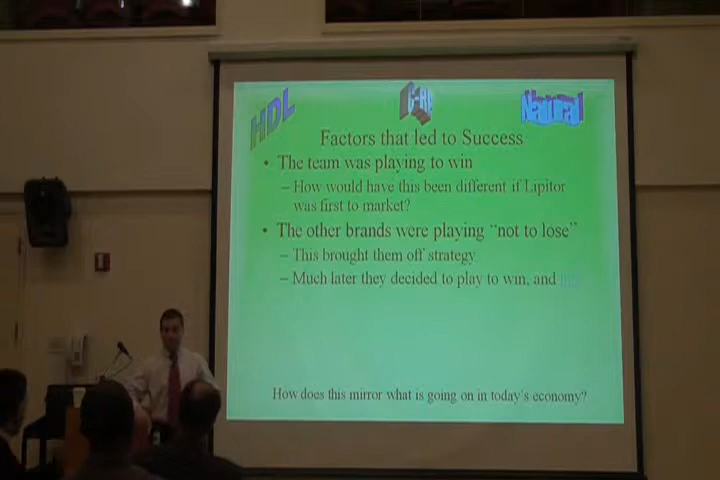 HDL
Natural
Factors that led to Success
• The team was playing to win
– How would have this been different if Lipitor
was first to market?
• The other brands were playing “not to lose”
– This brought them off strategy
– Much later they decided to play to win, and
How does this mirror what is going on in today's economy?